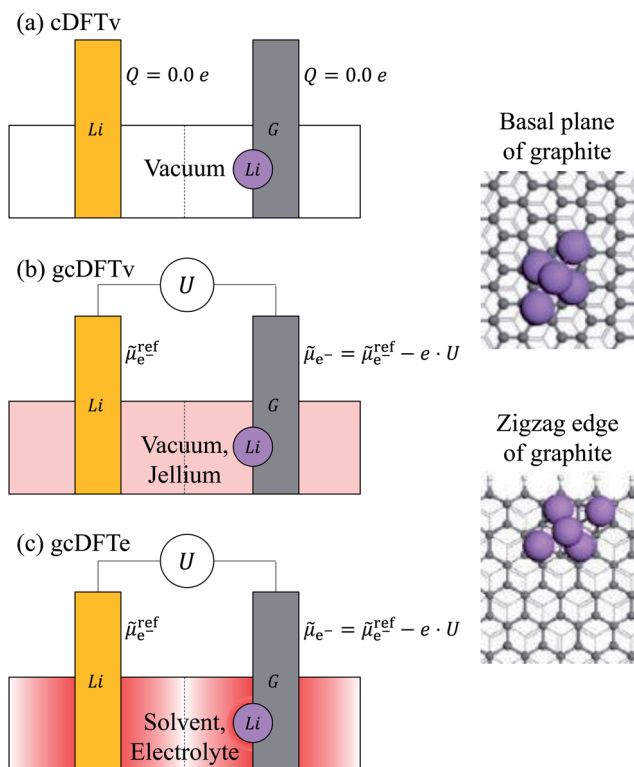 (a) cDFTv
Q = 0.0 e
Q = 0.0 e
Li
G
Vacuum
Li
(b) gcDFTv
U
μ̃ₑ-ʳᵉᶠ
μ̃ₑ- = μ̃ₑ-ʳᵉᶠ − e · U
Li
G
Vacuum,
Jellium
Li
(c) gcDFTe
U
μ̃ₑ-ʳᵉᶠ
μ̃ₑ- = μ̃ₑ-ʳᵉᶠ − e · U
Li
G
Solvent,
Electrolyte
Li
Basal plane
of graphite
Zigzag edge
of graphite